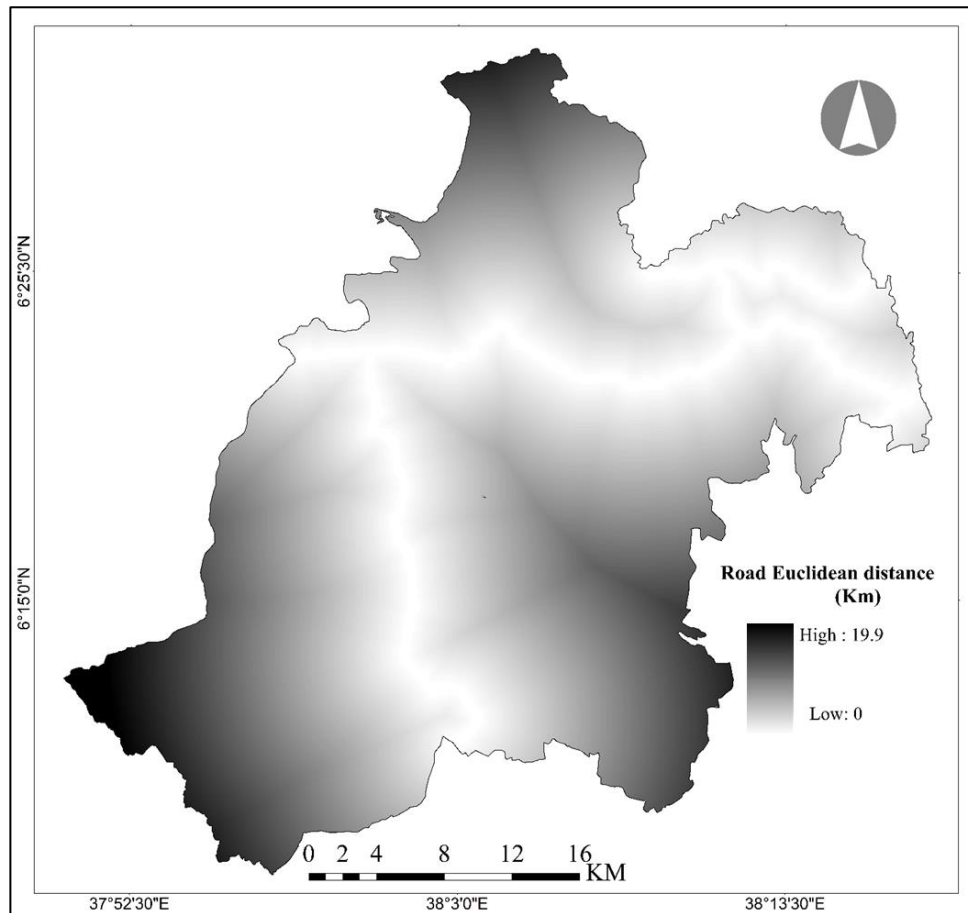 6°25'30"N
6°15'0"N
Road Euclidean distance
(Km)
High : 19.9
Low: 0
0 2 4 8 12 16
KM
37°52'30"E 38°3'0"E 38°13'30"E